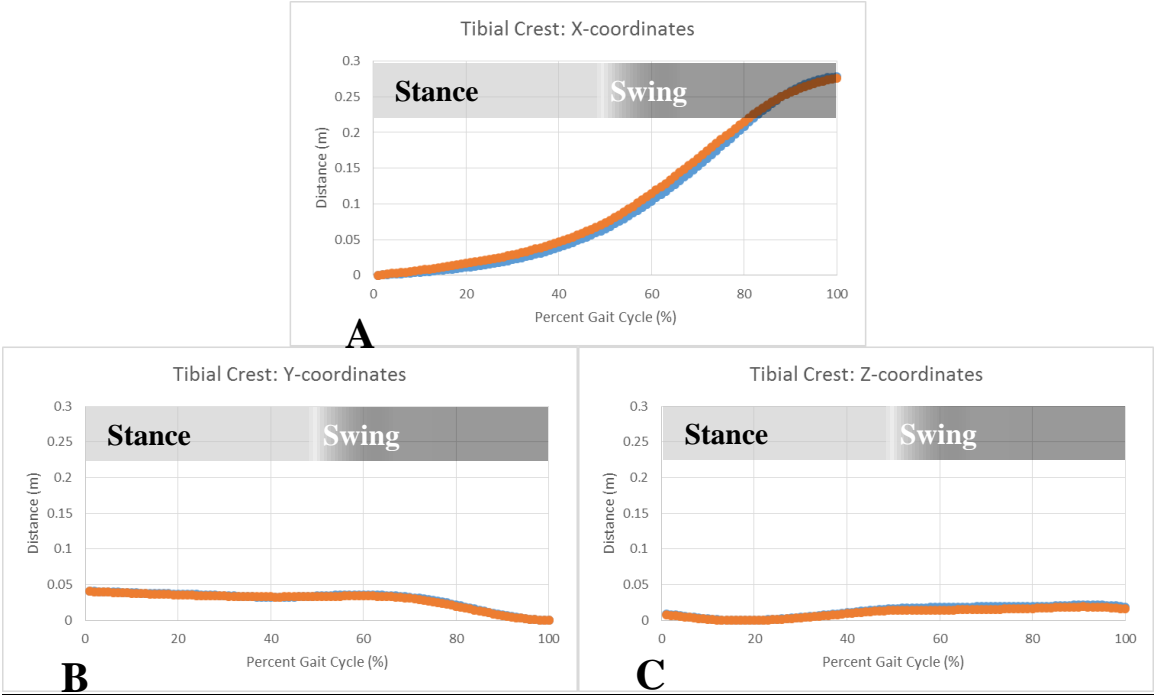 Tibial Crest: X-coordinates
0.3
0.25
0.2
0.15
0.1
0.05
0
Distance (m)
Stance Swing
0 20 40 60 80 100
Percent Gait Cycle (%)
A
Tibial Crest: Y-coordinates
0.3
0.25
0.2
0.15
0.1
0.05
0
Distance (m)
Stance Swing
0 20 40 60 80 100
Percent Gait Cycle (%)
B
Tibial Crest: Z-coordinates
0.3
0.25
0.2
0.15
0.1
0.05
0
Distance (m)
Stance Swing
0 20 40 60 80 100
Percent Gait Cycle (%)
C